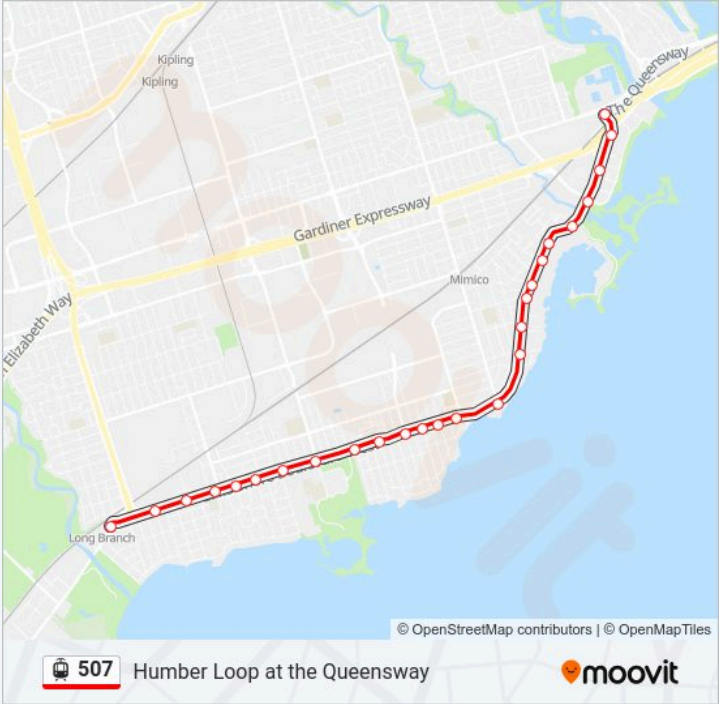 Kipling
Kipling
The Queensway
Gardiner Expressway
Mimico
Elizabeth Way
Long Branch
© OpenStreetMap contributors | © OpenMapTiles
507 Humber Loop at the Queensway
moovit